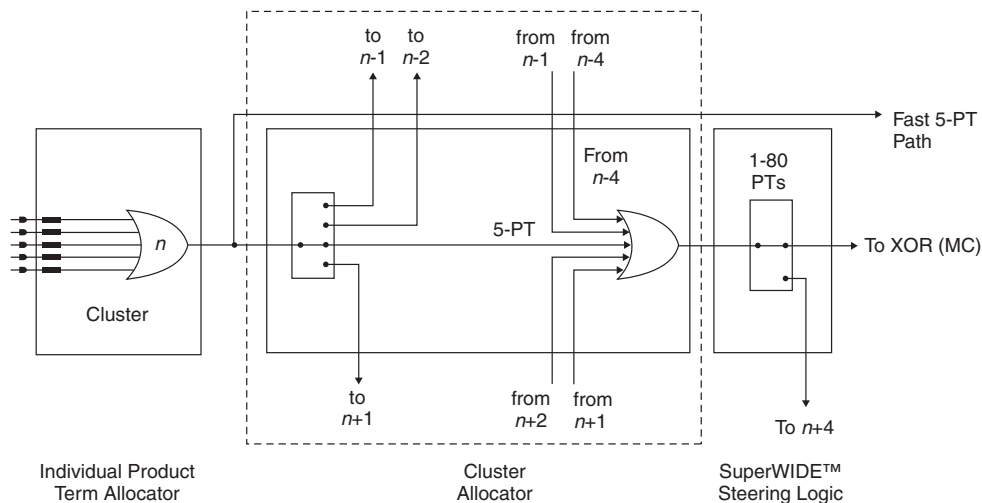 to
n-1
to
n-2
from
n-1
from
n-4
Fast 5-PT
Path
From
n-4
1-80
PTs
n
5-PT
To XOR (MC)
Cluster
to
n+1
from
n+2
from
n+1
To n+4
Individual Product
Term Allocator
Cluster
Allocator
SuperWIDE™
Steering Logic